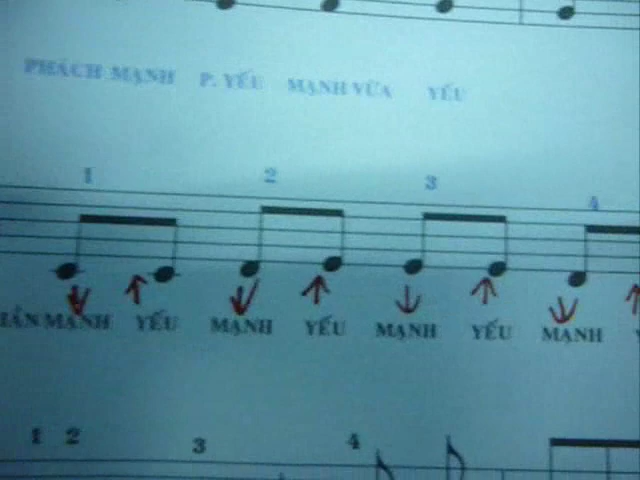 PHÁCH MẠNH P. YẾU MẠNH VỪA YẾU
1 2 3 4
MẠNH YẾU MẠNH YẾU MẠNH YẾU MẠNH
1 2 3 4